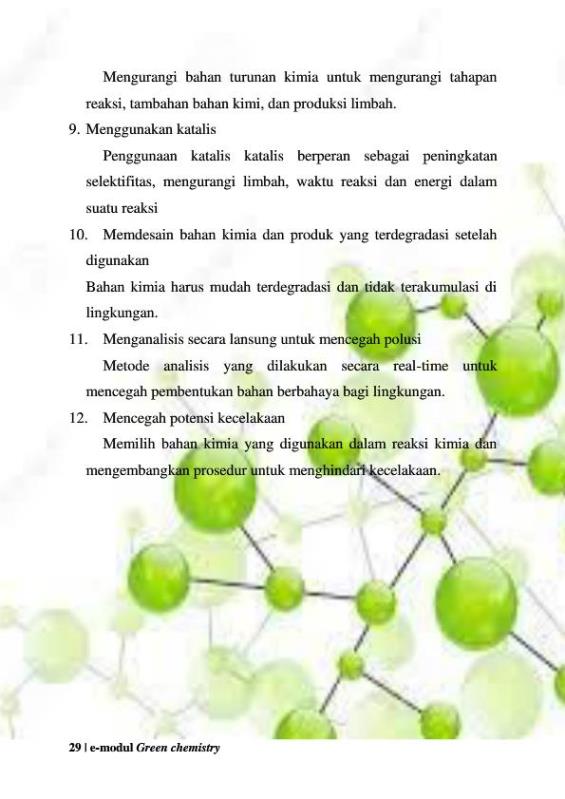 Mengurangi bahan turunan kimia untuk mengurangi tahapan
reaksi, tambahan bahan kimi, dan produksi limbah.
9. Menggunakan katalis
Penggunaan katalis katalis berperan sebagai peningkatan
selektifitas, mengurangi limbah, waktu reaksi dan energi dalam
suatu reaksi
10. Memdesain bahan kimia dan produk yang terdegradasi setelah
digunakan
Bahan kimia harus mudah terdegradasi dan tidak terakumulasi di
lingkungan.
11. Menganalisis secara lansung untuk mencegah polusi
Metode analisis yang dilakukan secara real-time untuk
mencegah pembentukan bahan berbahaya bagi lingkungan.
12. Mencegah potensi kecelakaan
Memilih bahan kimia yang digunakan dalam reaksi kimia dan
mengembangkan prosedur untuk menghindari kecelakaan.
29 | e-modul Green chemistry